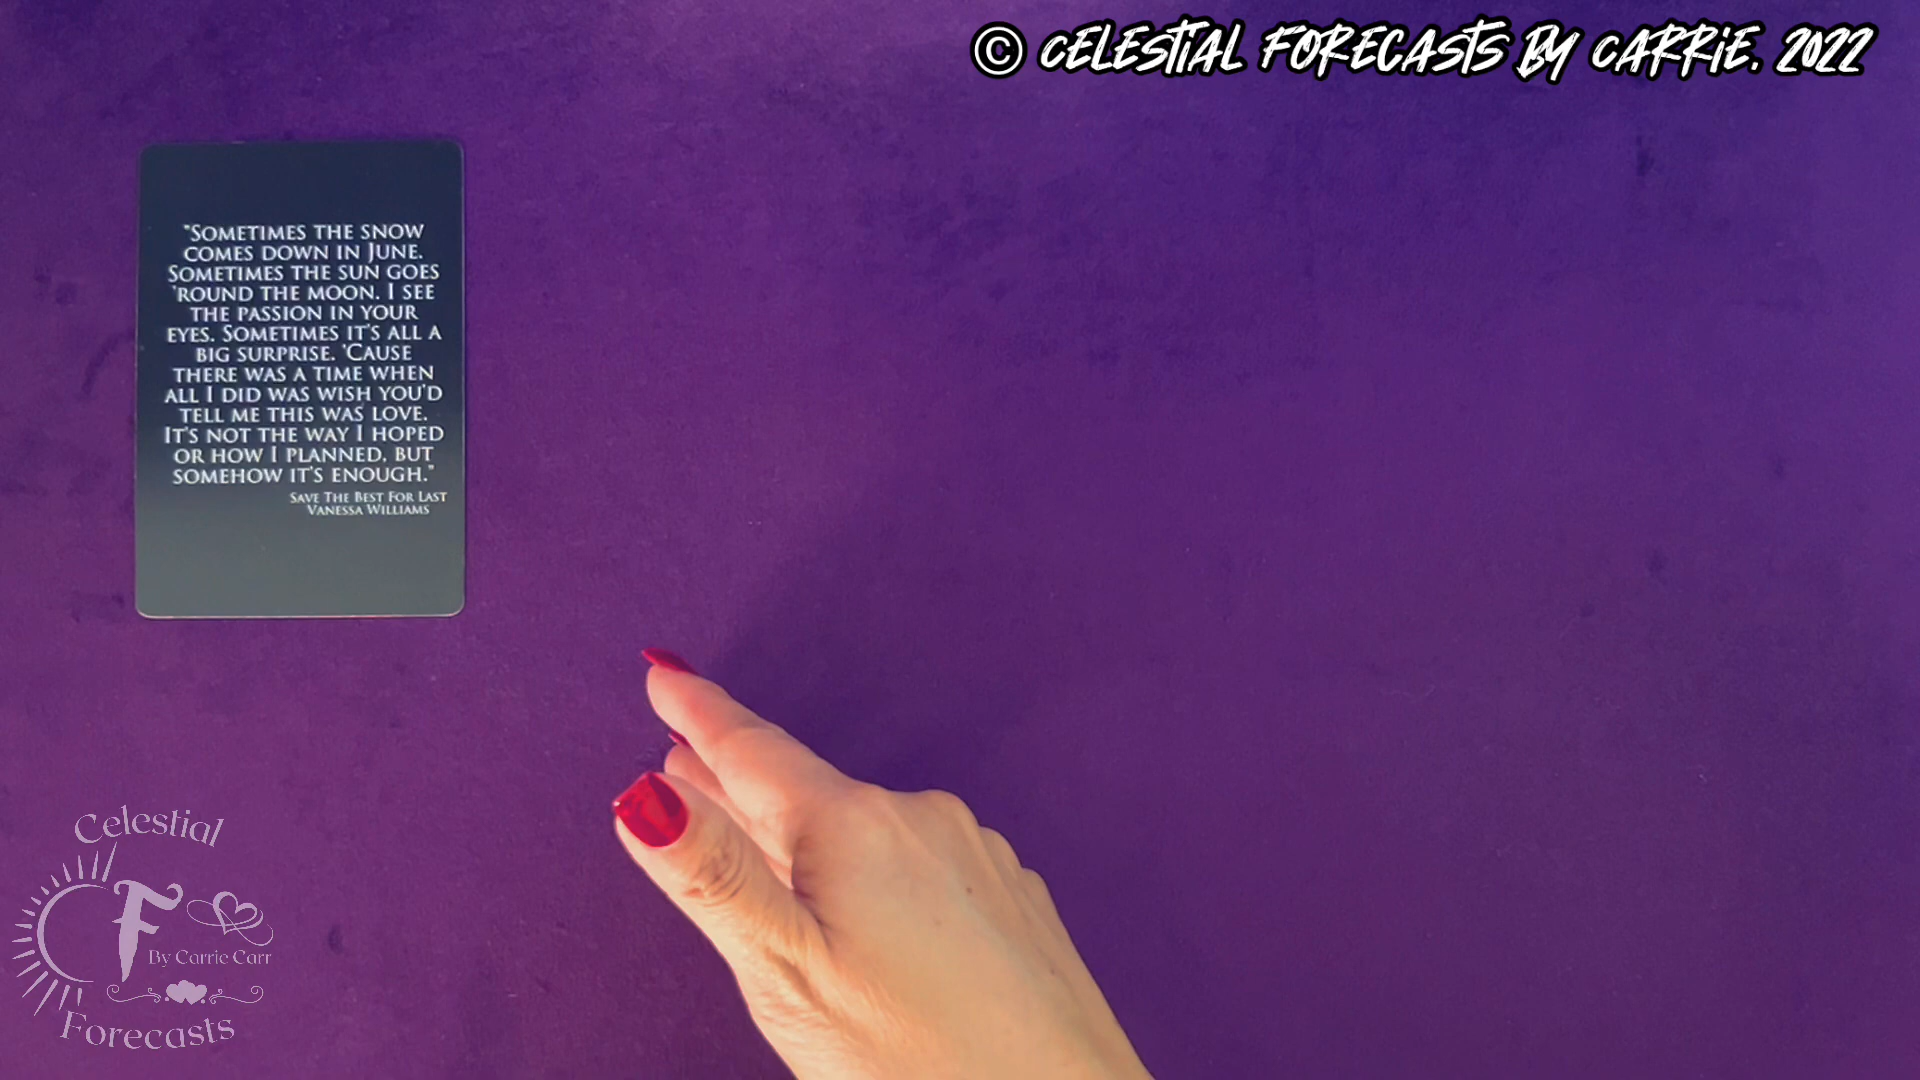 © CELESTIAL FORECASTS BY CARRIE. 2022
"SOMETIMES THE SNOW
COMES DOWN IN JUNE.
SOMETIMES THE SUN GOES
'ROUND THE MOON. I SEE
THE PASSION IN YOUR
EYES. SOMETIMES IT'S ALL A
BIG SURPRISE. 'CAUSE
THERE WAS A TIME WHEN
ALL I DID WAS WISH YOU'D
TELL ME THIS WAS LOVE.
IT'S NOT THE WAY I HOPED
OR HOW I PLANNED, BUT
SOMEHOW IT'S ENOUGH."
SAVE THE BEST FOR LAST
VANESSA WILLIAMS
Celestial
F
By Carrie Carr
Forecasts